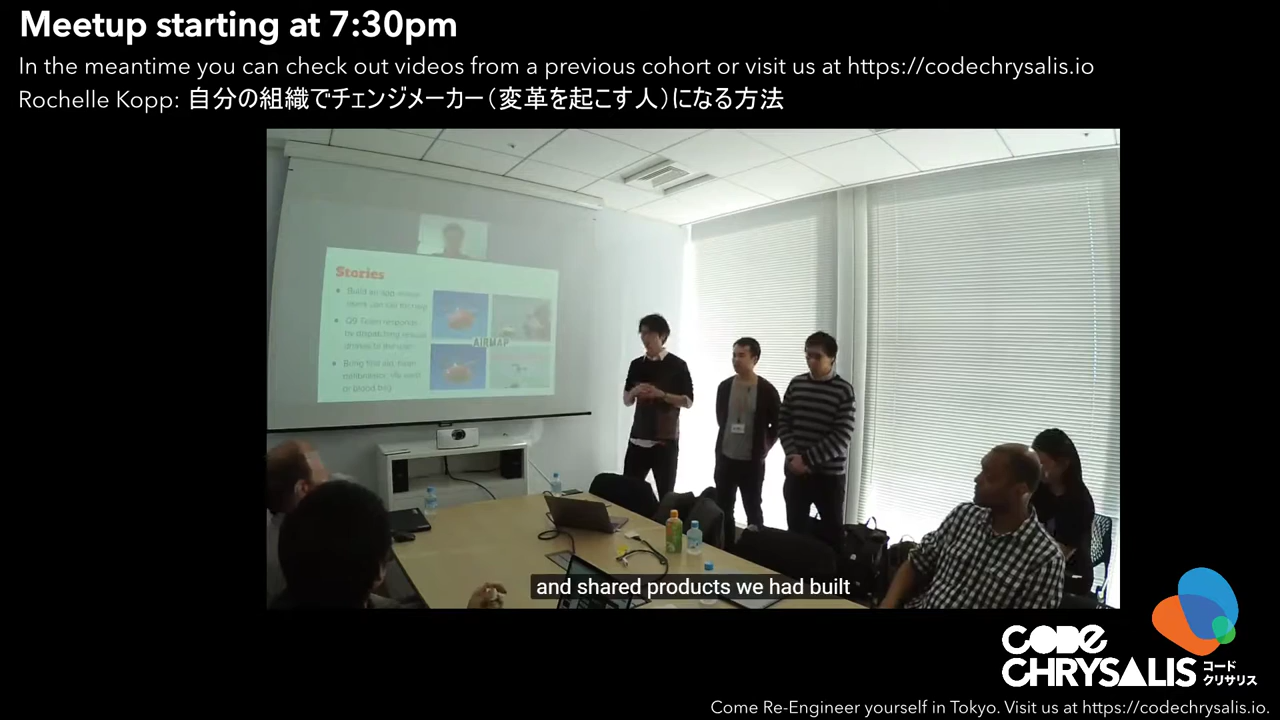 Meetup starting at 7:30pm
In the meantime you can check out videos from a previous cohort or visit us at https://codechrysalis.io
Rochelle Kopp: 自分の組織でチェンジメーカー（変革を起こす人）になる方法
Stories
AIRMAP
and shared products we had built
CODE
CHRYSALIS
コード
クリサリス
Come Re-Engineer yourself in Tokyo. Visit us at https://codechrysalis.io.